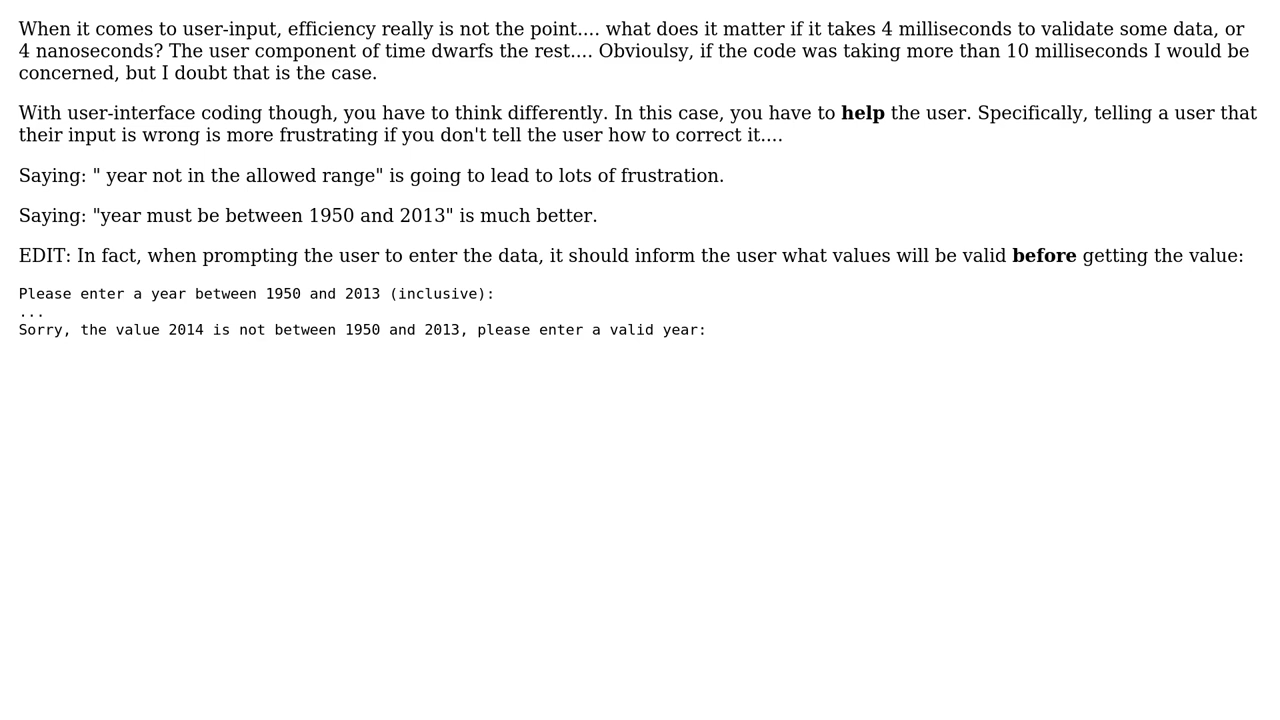 When it comes to user-input, efficiency really is not the point.... what does it matter if it takes 4 milliseconds to validate some data, or
4 nanoseconds? The user component of time dwarfs the rest.... Obvioulsy, if the code was taking more than 10 milliseconds I would be
concerned, but I doubt that is the case.
With user-interface coding though, you have to think differently. In this case, you have to help the user. Specifically, telling a user that
their input is wrong is more frustrating if you don't tell the user how to correct it....
Saying: " year not in the allowed range" is going to lead to lots of frustration.
Saying: "year must be between 1950 and 2013" is much better.
EDIT: In fact, when prompting the user to enter the data, it should inform the user what values will be valid before getting the value:
Please enter a year between 1950 and 2013 (inclusive):
...
Sorry, the value 2014 is not between 1950 and 2013, please enter a valid year: